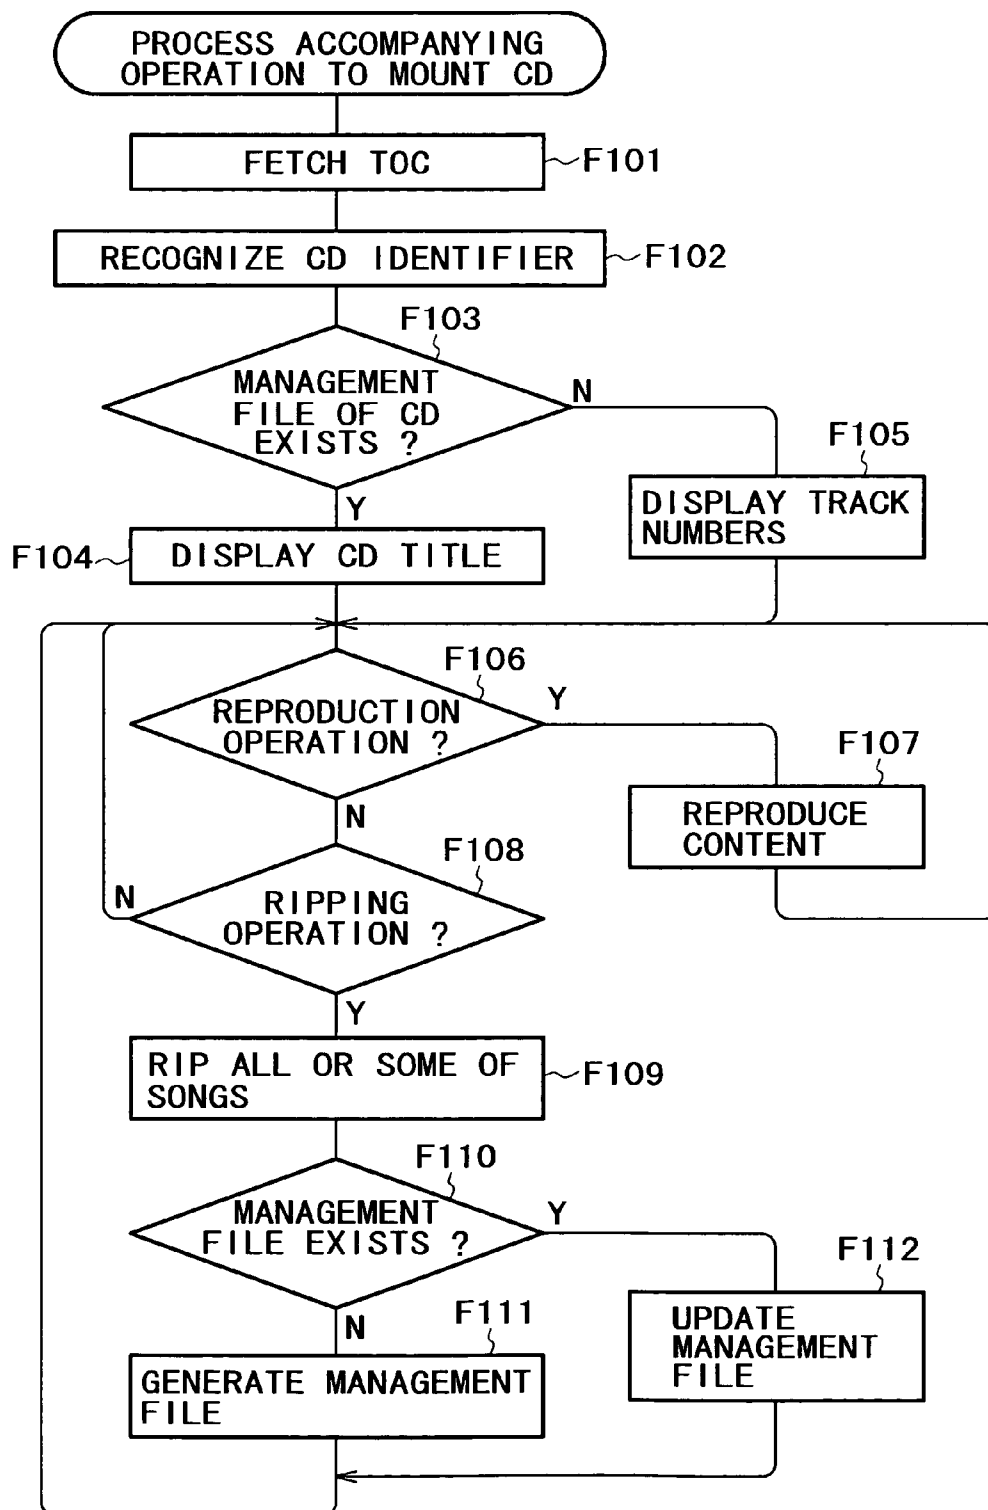 PROCESS ACCOMPANYING
OPERATION TO MOUNT CD
FETCH TOC
F101
RECOGNIZE CD IDENTIFIER
F102
F103
MANAGEMENT
FILE OF CD
EXISTS ?
N
Y
F105
DISPLAY TRACK
NUMBERS
F104
DISPLAY CD TITLE
F106
REPRODUCTION
OPERATION ?
Y
N
F107
REPRODUCE
CONTENT
F108
RIPPING
OPERATION ?
N
Y
RIP ALL OR SOME OF
SONGS
F109
F110
MANAGEMENT
FILE EXISTS ?
Y
N
F112
UPDATE
MANAGEMENT
FILE
F111
GENERATE MANAGEMENT
FILE